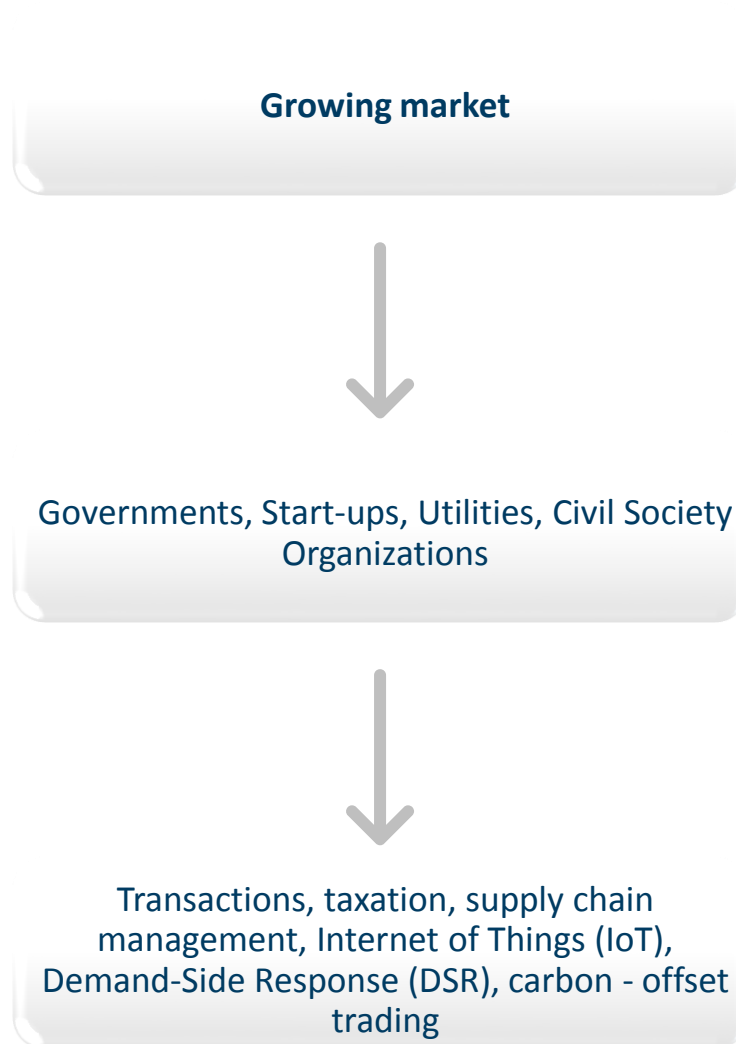 Growing market
Governments, Start-ups, Utilities, Civil Society
Organizations
Transactions, taxation, supply chain
management, Internet of Things (IoT),
Demand-Side Response (DSR), carbon - offset
trading